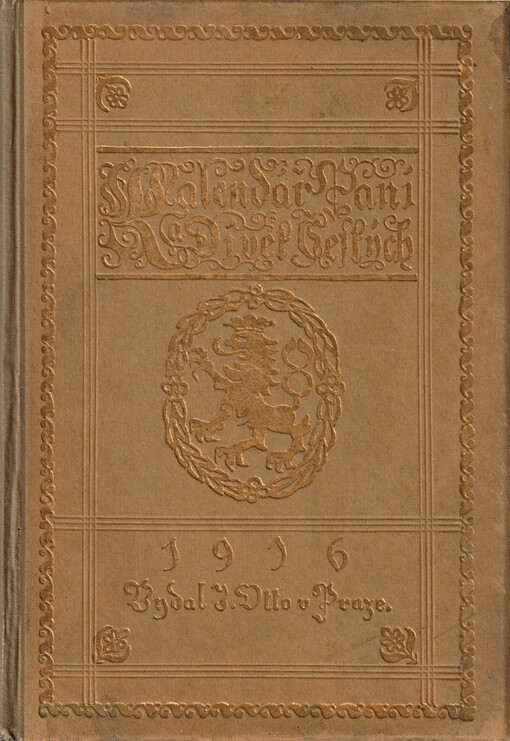 Kalendář Paní
a Dívek Českých
1916
Vydal J. Otto v Praze.